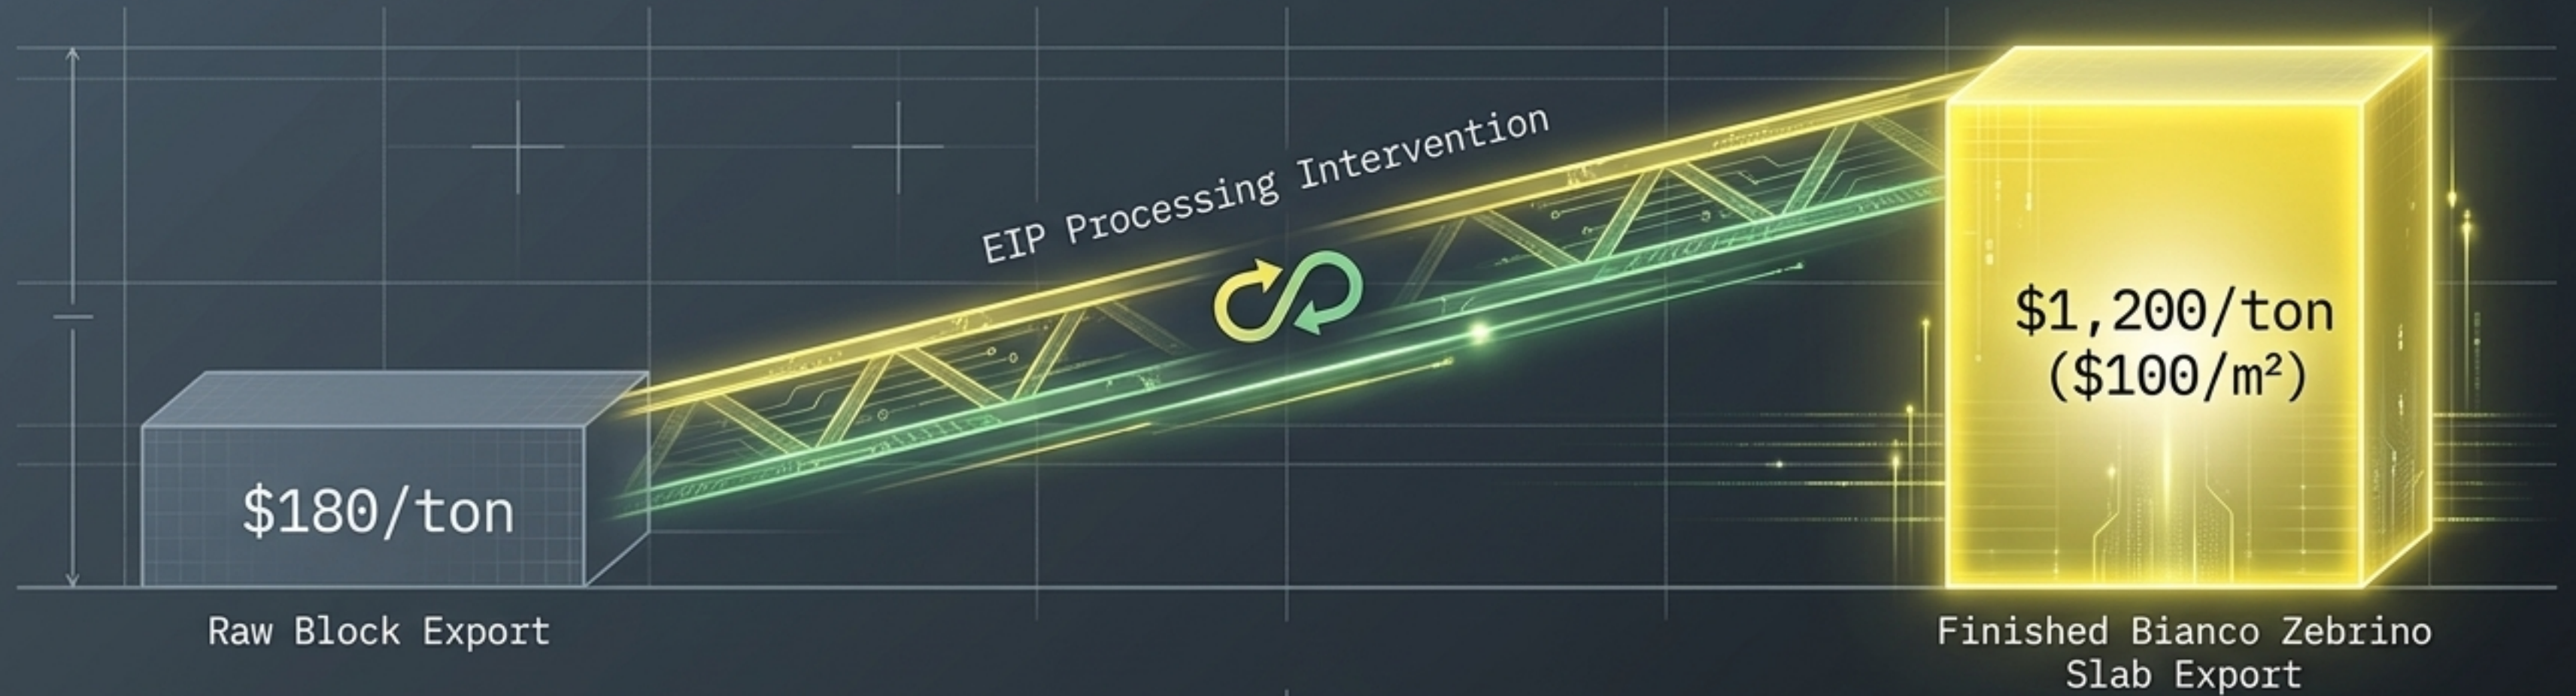 EIP Processing Intervention
$180/ton
Raw Block Export
$1,200/ton
($100/m²)
Finished Bianco Zebrino
Slab Export